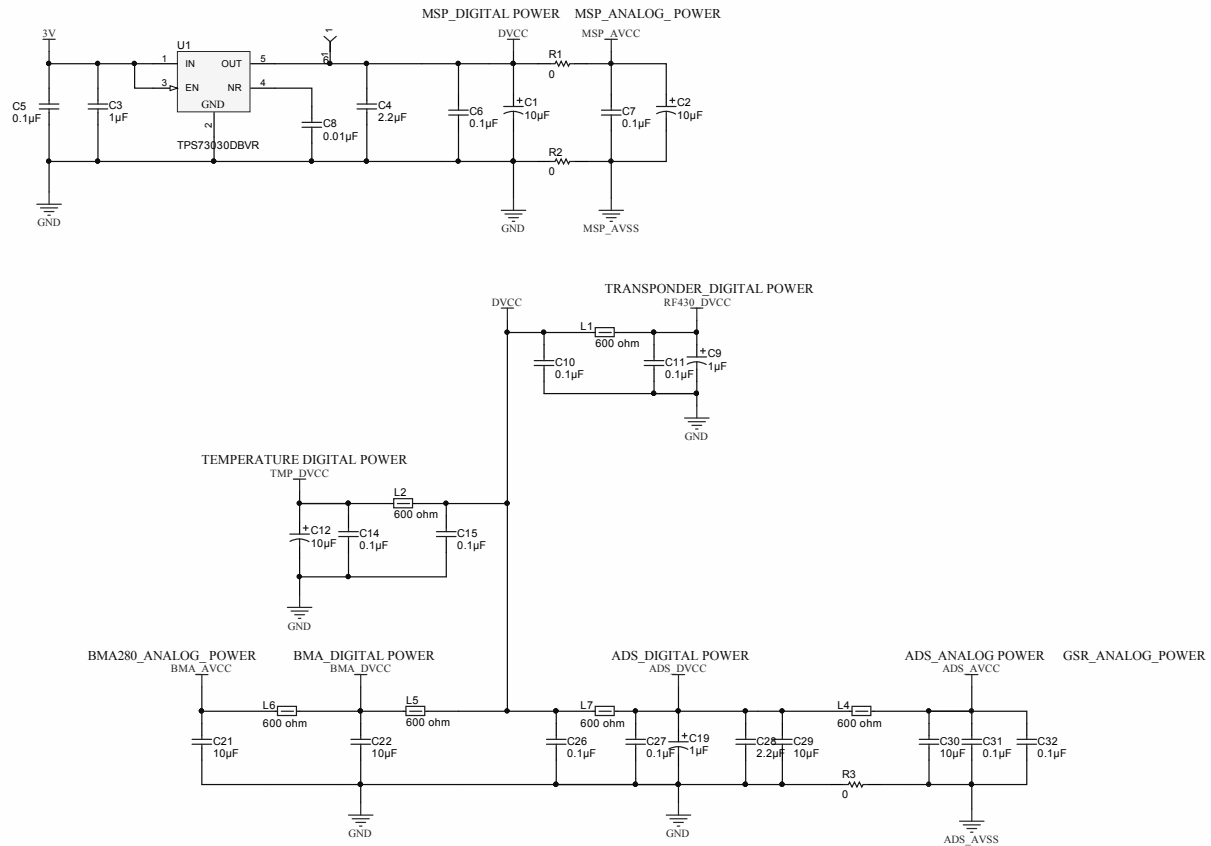 MSP_DIGITAL POWER
MSP_ANALOG_ POWER
3V
DVCC
MSP_AVCC
U1
1
IN
OUT
5
3
EN
NR
4
GND
2
TPS73030DBVR
C5
0.1µF
C3
1µF
C8
0.01µF
1
C4
2.2µF
C6
0.1µF
C1
10µF
R1
0
C7
0.1µF
C2
10µF
R2
0
GND
GND
MSP_AVSS
TRANSPONDER_DIGITAL POWER
DVCC
RF430_DVCC
L1
600 ohm
C10
0.1µF
C11
0.1µF
C9
1µF
GND
TEMPERATURE DIGITAL POWER
TMP_DVCC
L2
600 ohm
C12
10µF
C14
0.1µF
C15
0.1µF
GND
BMA280_ANALOG_ POWER
BMA_AVCC
BMA_DIGITAL POWER
BMA_DVCC
ADS_DIGITAL POWER
ADS_DVCC
ADS_ANALOG POWER
ADS_AVCC
GSR_ANALOG_POWER
L6
600 ohm
L5
600 ohm
L7
600 ohm
L4
600 ohm
C21
10µF
C22
10µF
C26
0.1µF
C27
0.1µF
C19
1µF
C28
2.2µF
C29
10µF
C30
10µF
C31
0.1µF
C32
0.1µF
R3
0
GND
GND
ADS_AVSS